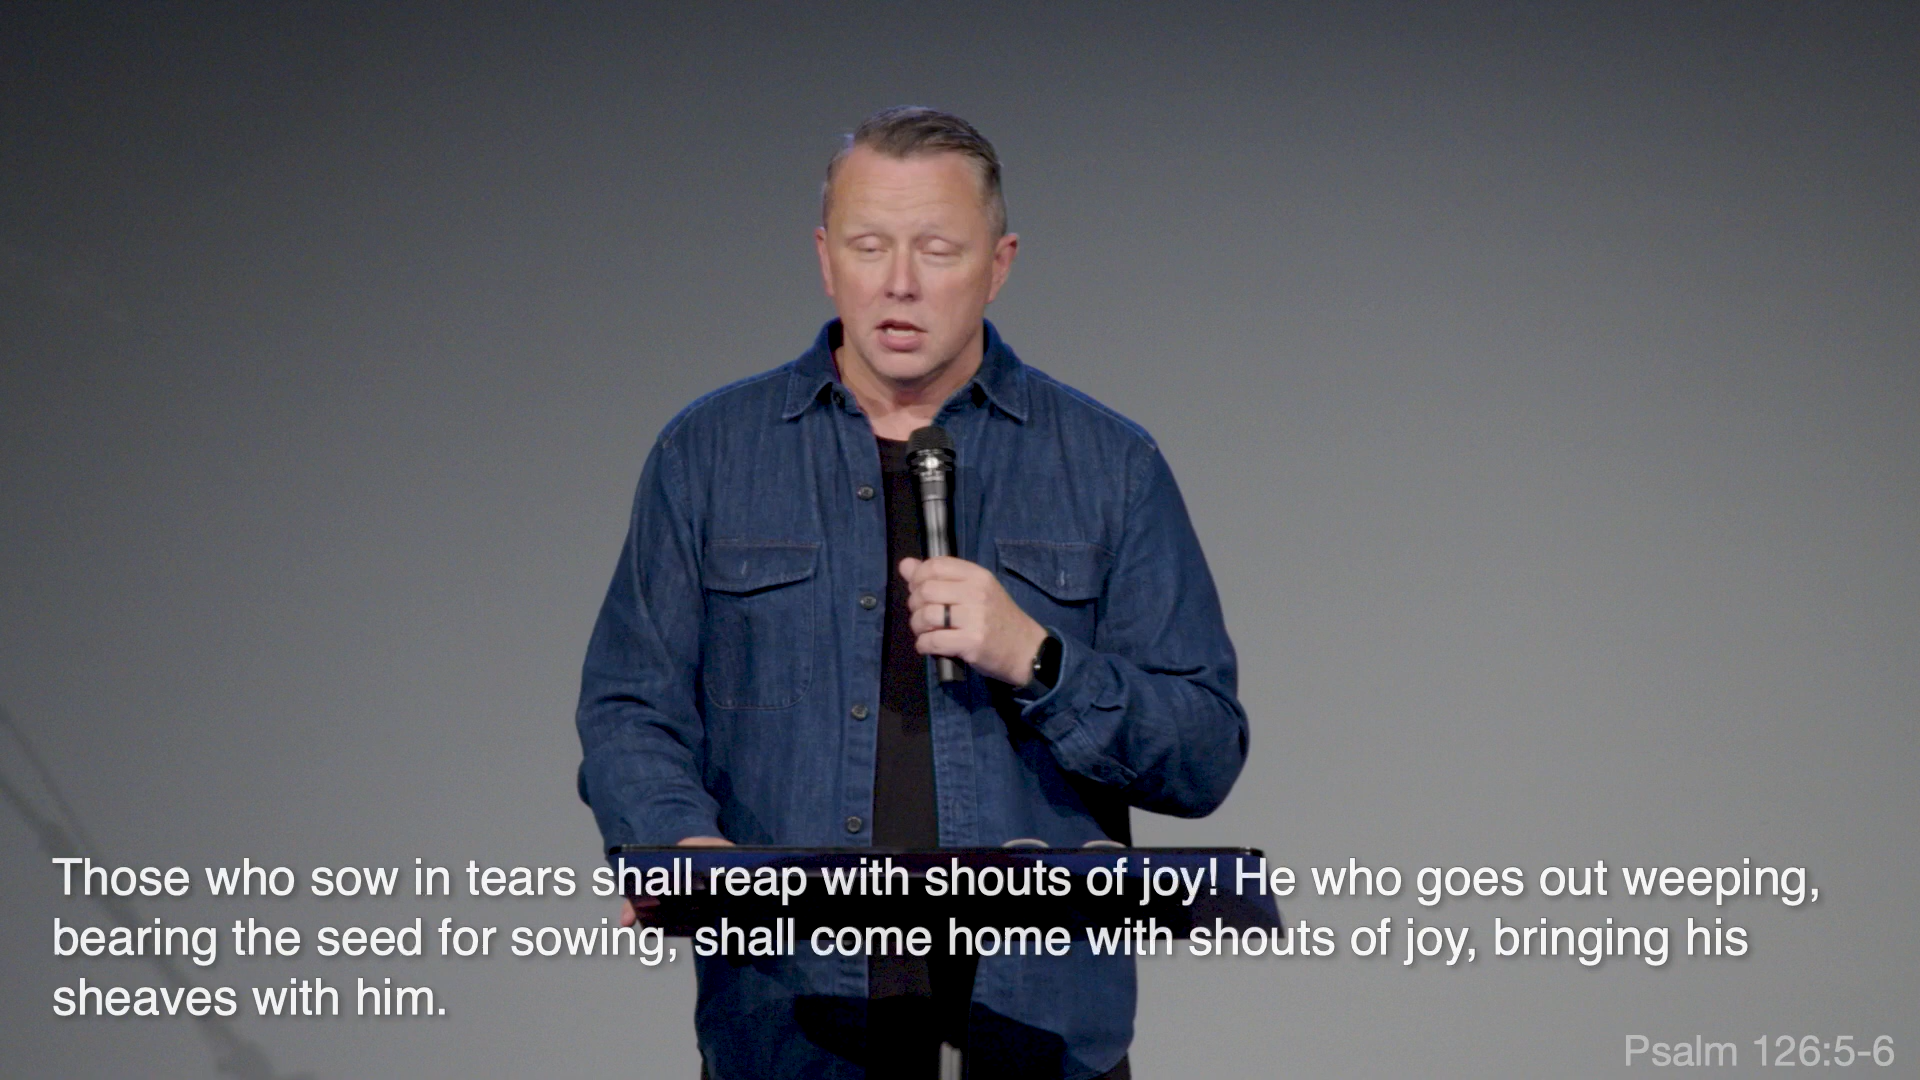 Those who sow in tears shall reap with shouts of joy! He who goes out weeping,
bearing the seed for sowing, shall come home with shouts of joy, bringing his
sheaves with him.
Psalm 126:5-6